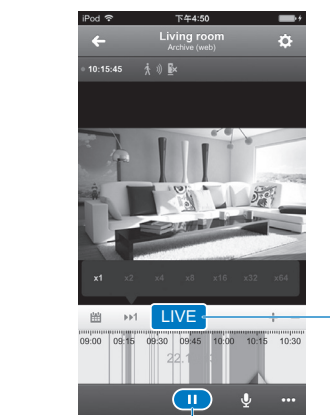 iPod 下午4:50
Living room
Archive (web)
10:15:45
x1 x2 x4 x8 x16 x32 x64
1 LIVE
09:00 09:15 09:30 09:45 10:00 10:15 10:30